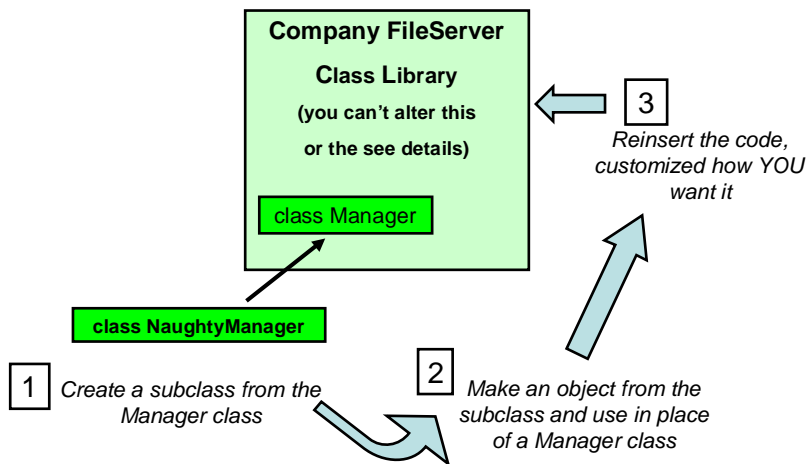 Company FileServer
Class Library
(you can't alter this
or the see details)
class Manager
class NaughtyManager
1
Create a subclass from the
Manager class
2
Make an object from the
subclass and use in place
of a Manager class
3
Reinsert the code,
customized how YOU
want it